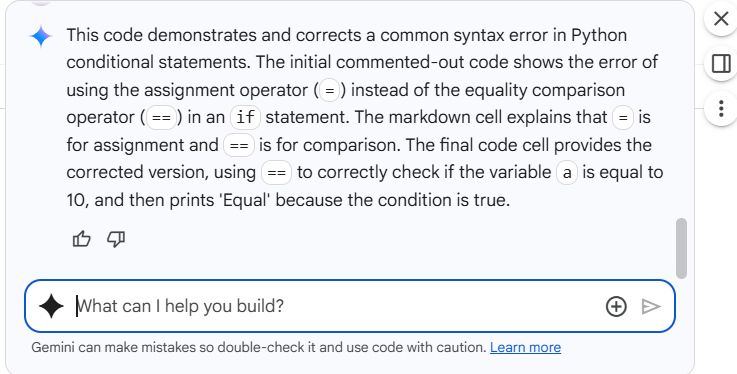 This code demonstrates and corrects a common syntax error in Python
conditional statements. The initial commented-out code shows the error of
using the assignment operator ( = ) instead of the equality comparison
operator ( == ) in an if statement. The markdown cell explains that = is
for assignment and == is for comparison. The final code cell provides the
corrected version, using == to correctly check if the variable a is equal to
10, and then prints 'Equal' because the condition is true.
What can I help you build?
Gemini can make mistakes so double-check it and use code with caution. Learn more